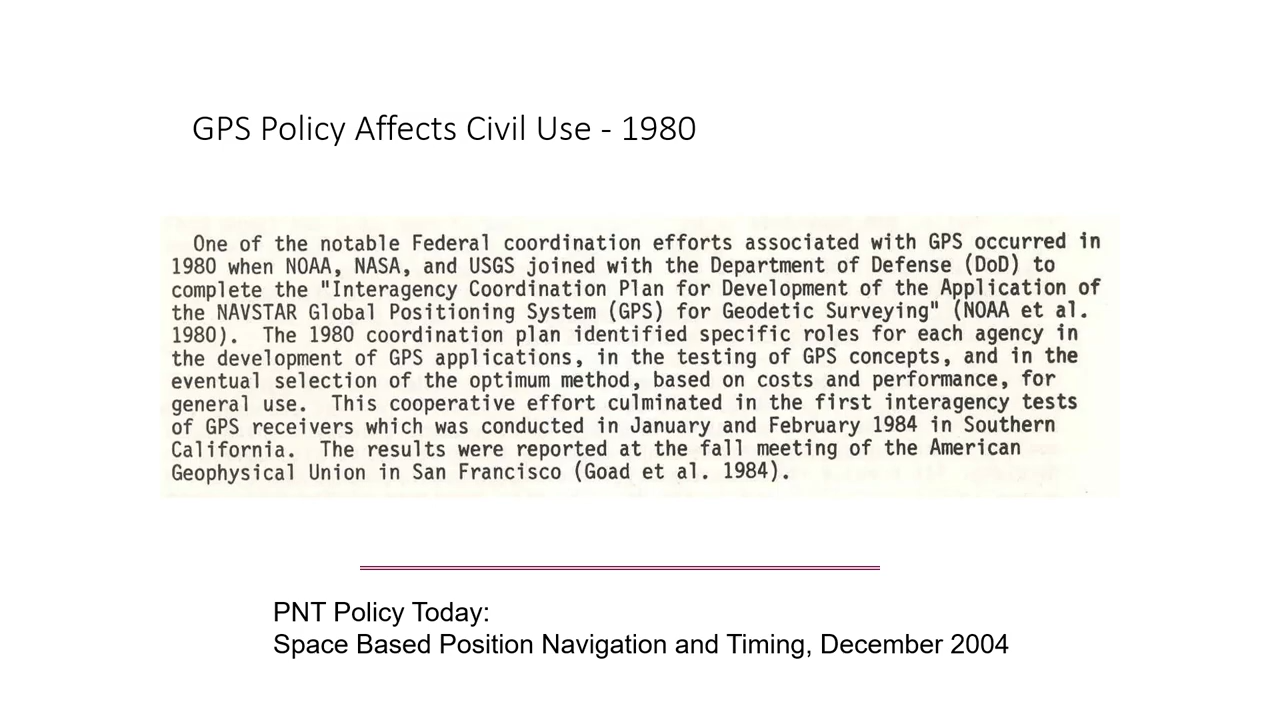 GPS Policy Affects Civil Use - 1980
One of the notable Federal coordination efforts associated with GPS occurred in
1980 when NOAA, NASA, and USGS joined with the Department of Defense (DoD) to
complete the "Interagency Coordination Plan for Development of the Application of
the NAVSTAR Global Positioning System (GPS) for Geodetic Surveying" (NOAA et al.
1980).  The 1980 coordination plan identified specific roles for each agency in
the development of GPS applications, in the testing of GPS concepts, and in the
eventual selection of the optimum method, based on costs and performance, for
general use.  This cooperative effort culminated in the first interagency tests
of GPS receivers which was conducted in January and February 1984 in Southern
California.  The results were reported at the fall meeting of the American
Geophysical Union in San Francisco (Goad et al. 1984).
PNT Policy Today:
Space Based Position Navigation and Timing, December 2004